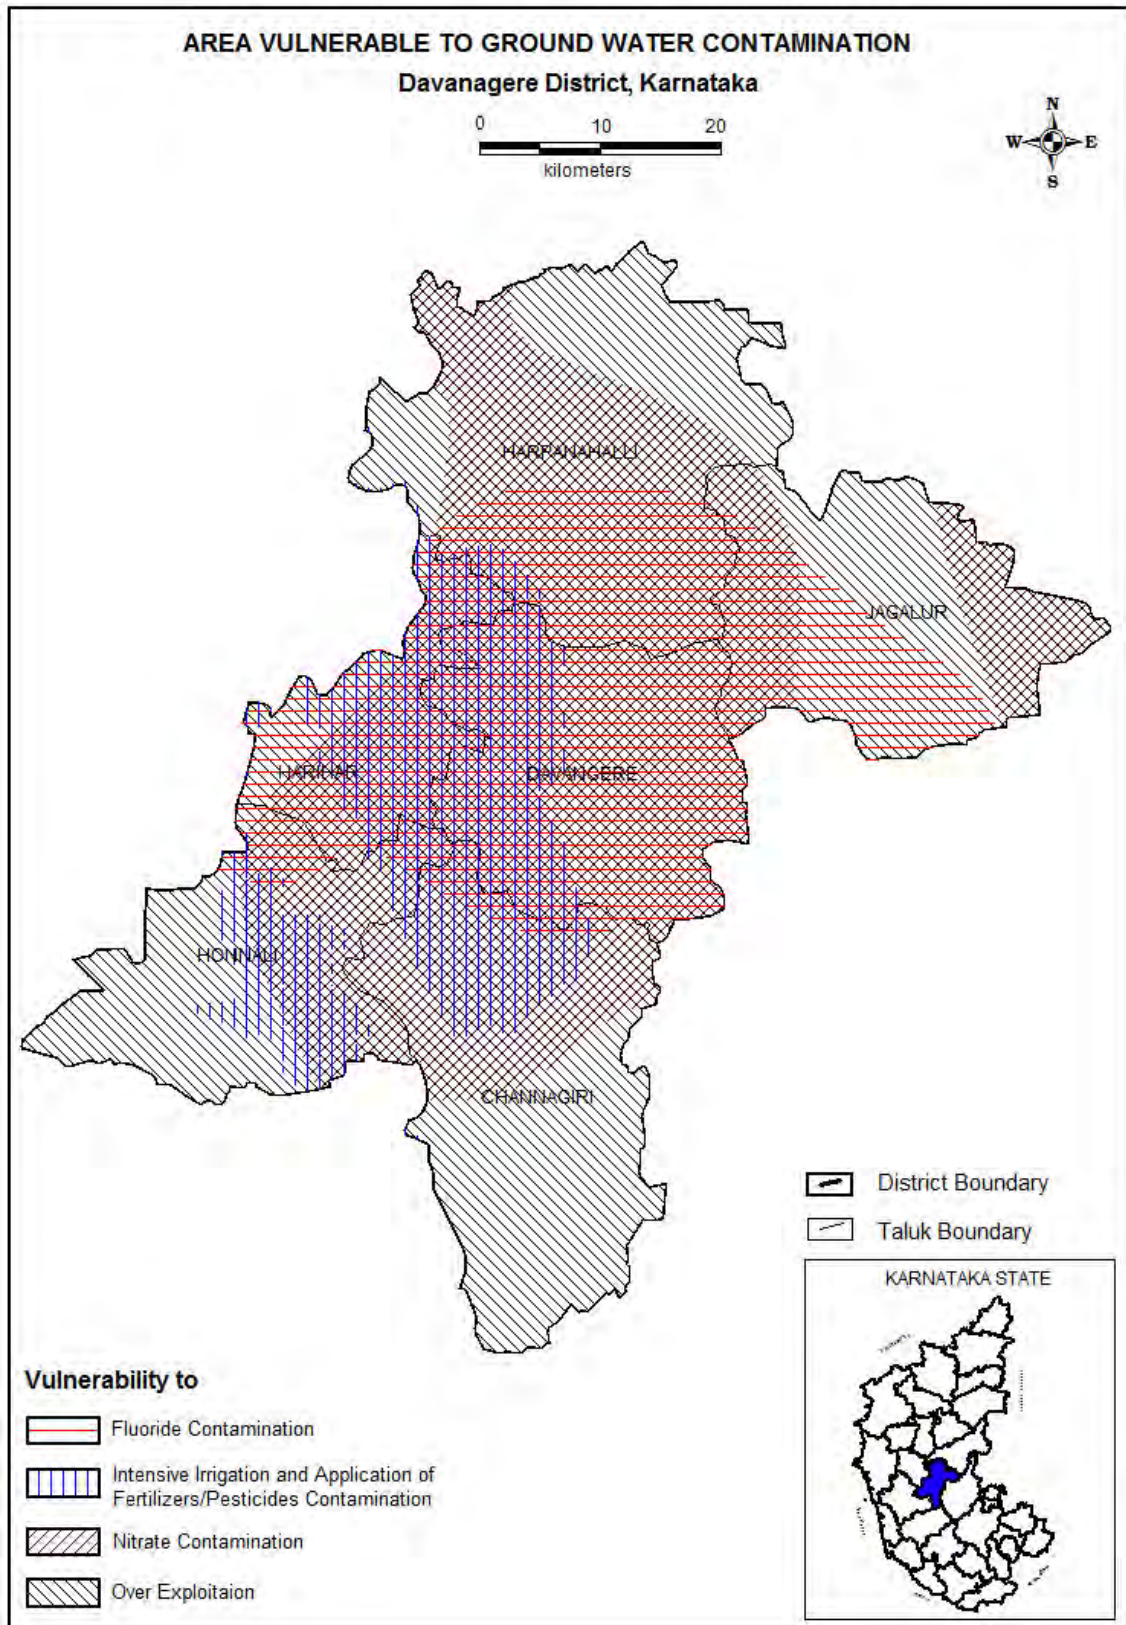 AREA VULNERABLE TO GROUND WATER CONTAMINATION
Davanagere District, Karnataka
0 10 20
kilometers
N
W E
S
HARPANAHALLI
JAGALUR
HARIHAR
DAVANGERE
HONNALI
CHANNAGIRI
District Boundary
Taluk Boundary
KARNATAKA STATE
Vulnerability to
Fluoride Contamination
Intensive Irrigation and Application of
Fertilizers/Pesticides Contamination
Nitrate Contamination
Over Exploitaion